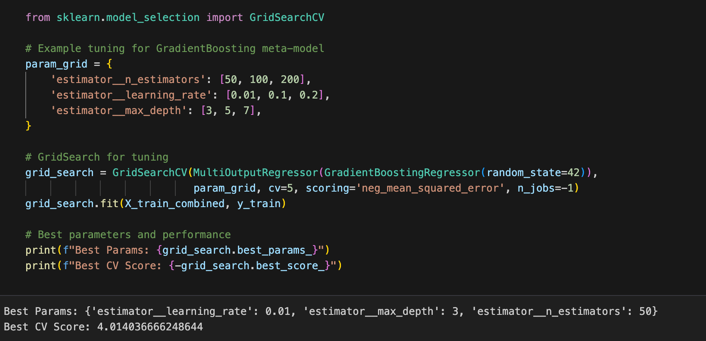 from sklearn.model_selection import GridSearchCV
# Example tuning for GradientBoosting meta-model
param_grid = {
    'estimator__n_estimators': [50, 100, 200],
    'estimator__learning_rate': [0.01, 0.1, 0.2],
    'estimator__max_depth': [3, 5, 7],
}
# GridSearch for tuning
grid_search = GridSearchCV(MultiOutputRegressor(GradientBoostingRegressor(random_state=42)),
                           param_grid, cv=5, scoring='neg_mean_squared_error', n_jobs=-1)
grid_search.fit(X_train_combined, y_train)
# Best parameters and performance
print(f"Best Params: {grid_search.best_params_}")
print(f"Best CV Score: {-grid_search.best_score_}")
Best Params: {'estimator__learning_rate': 0.01, 'estimator__max_depth': 3, 'estimator__n_estimators': 50}
Best CV Score: 4.014036666248644